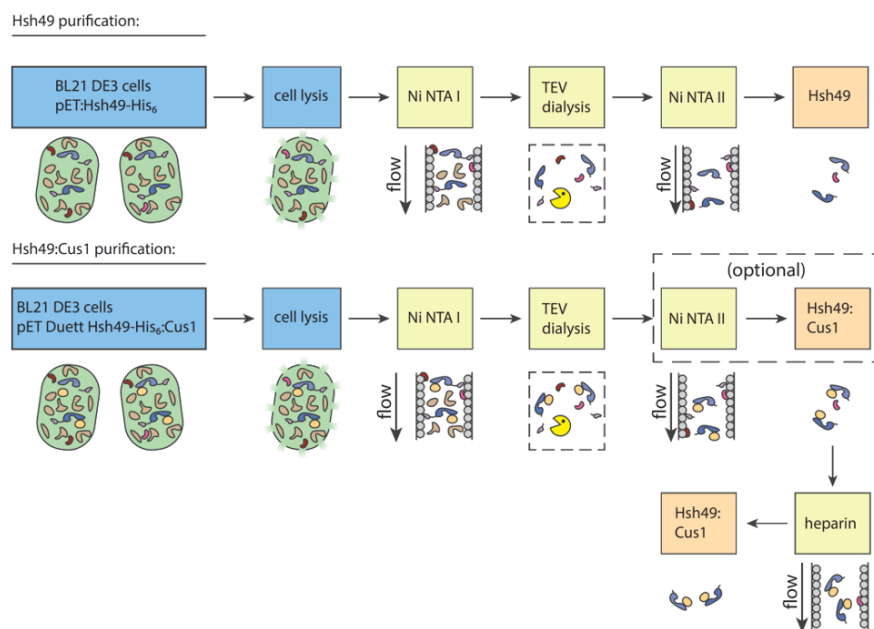 Hsh49 purification:
BL21 DE3 cells
pET:Hsh49-His₆
cell lysis
Ni NTA I
TEV
dialysis
Ni NTA II
Hsh49
flow
flow
Hsh49:Cus1 purification:
(optional)
BL21 DE3 cells
pET Duett Hsh49-His₆:Cus1
cell lysis
Ni NTA I
TEV
dialysis
Ni NTA II
Hsh49:
Cus1
flow
flow
Hsh49:
Cus1
heparin
flow